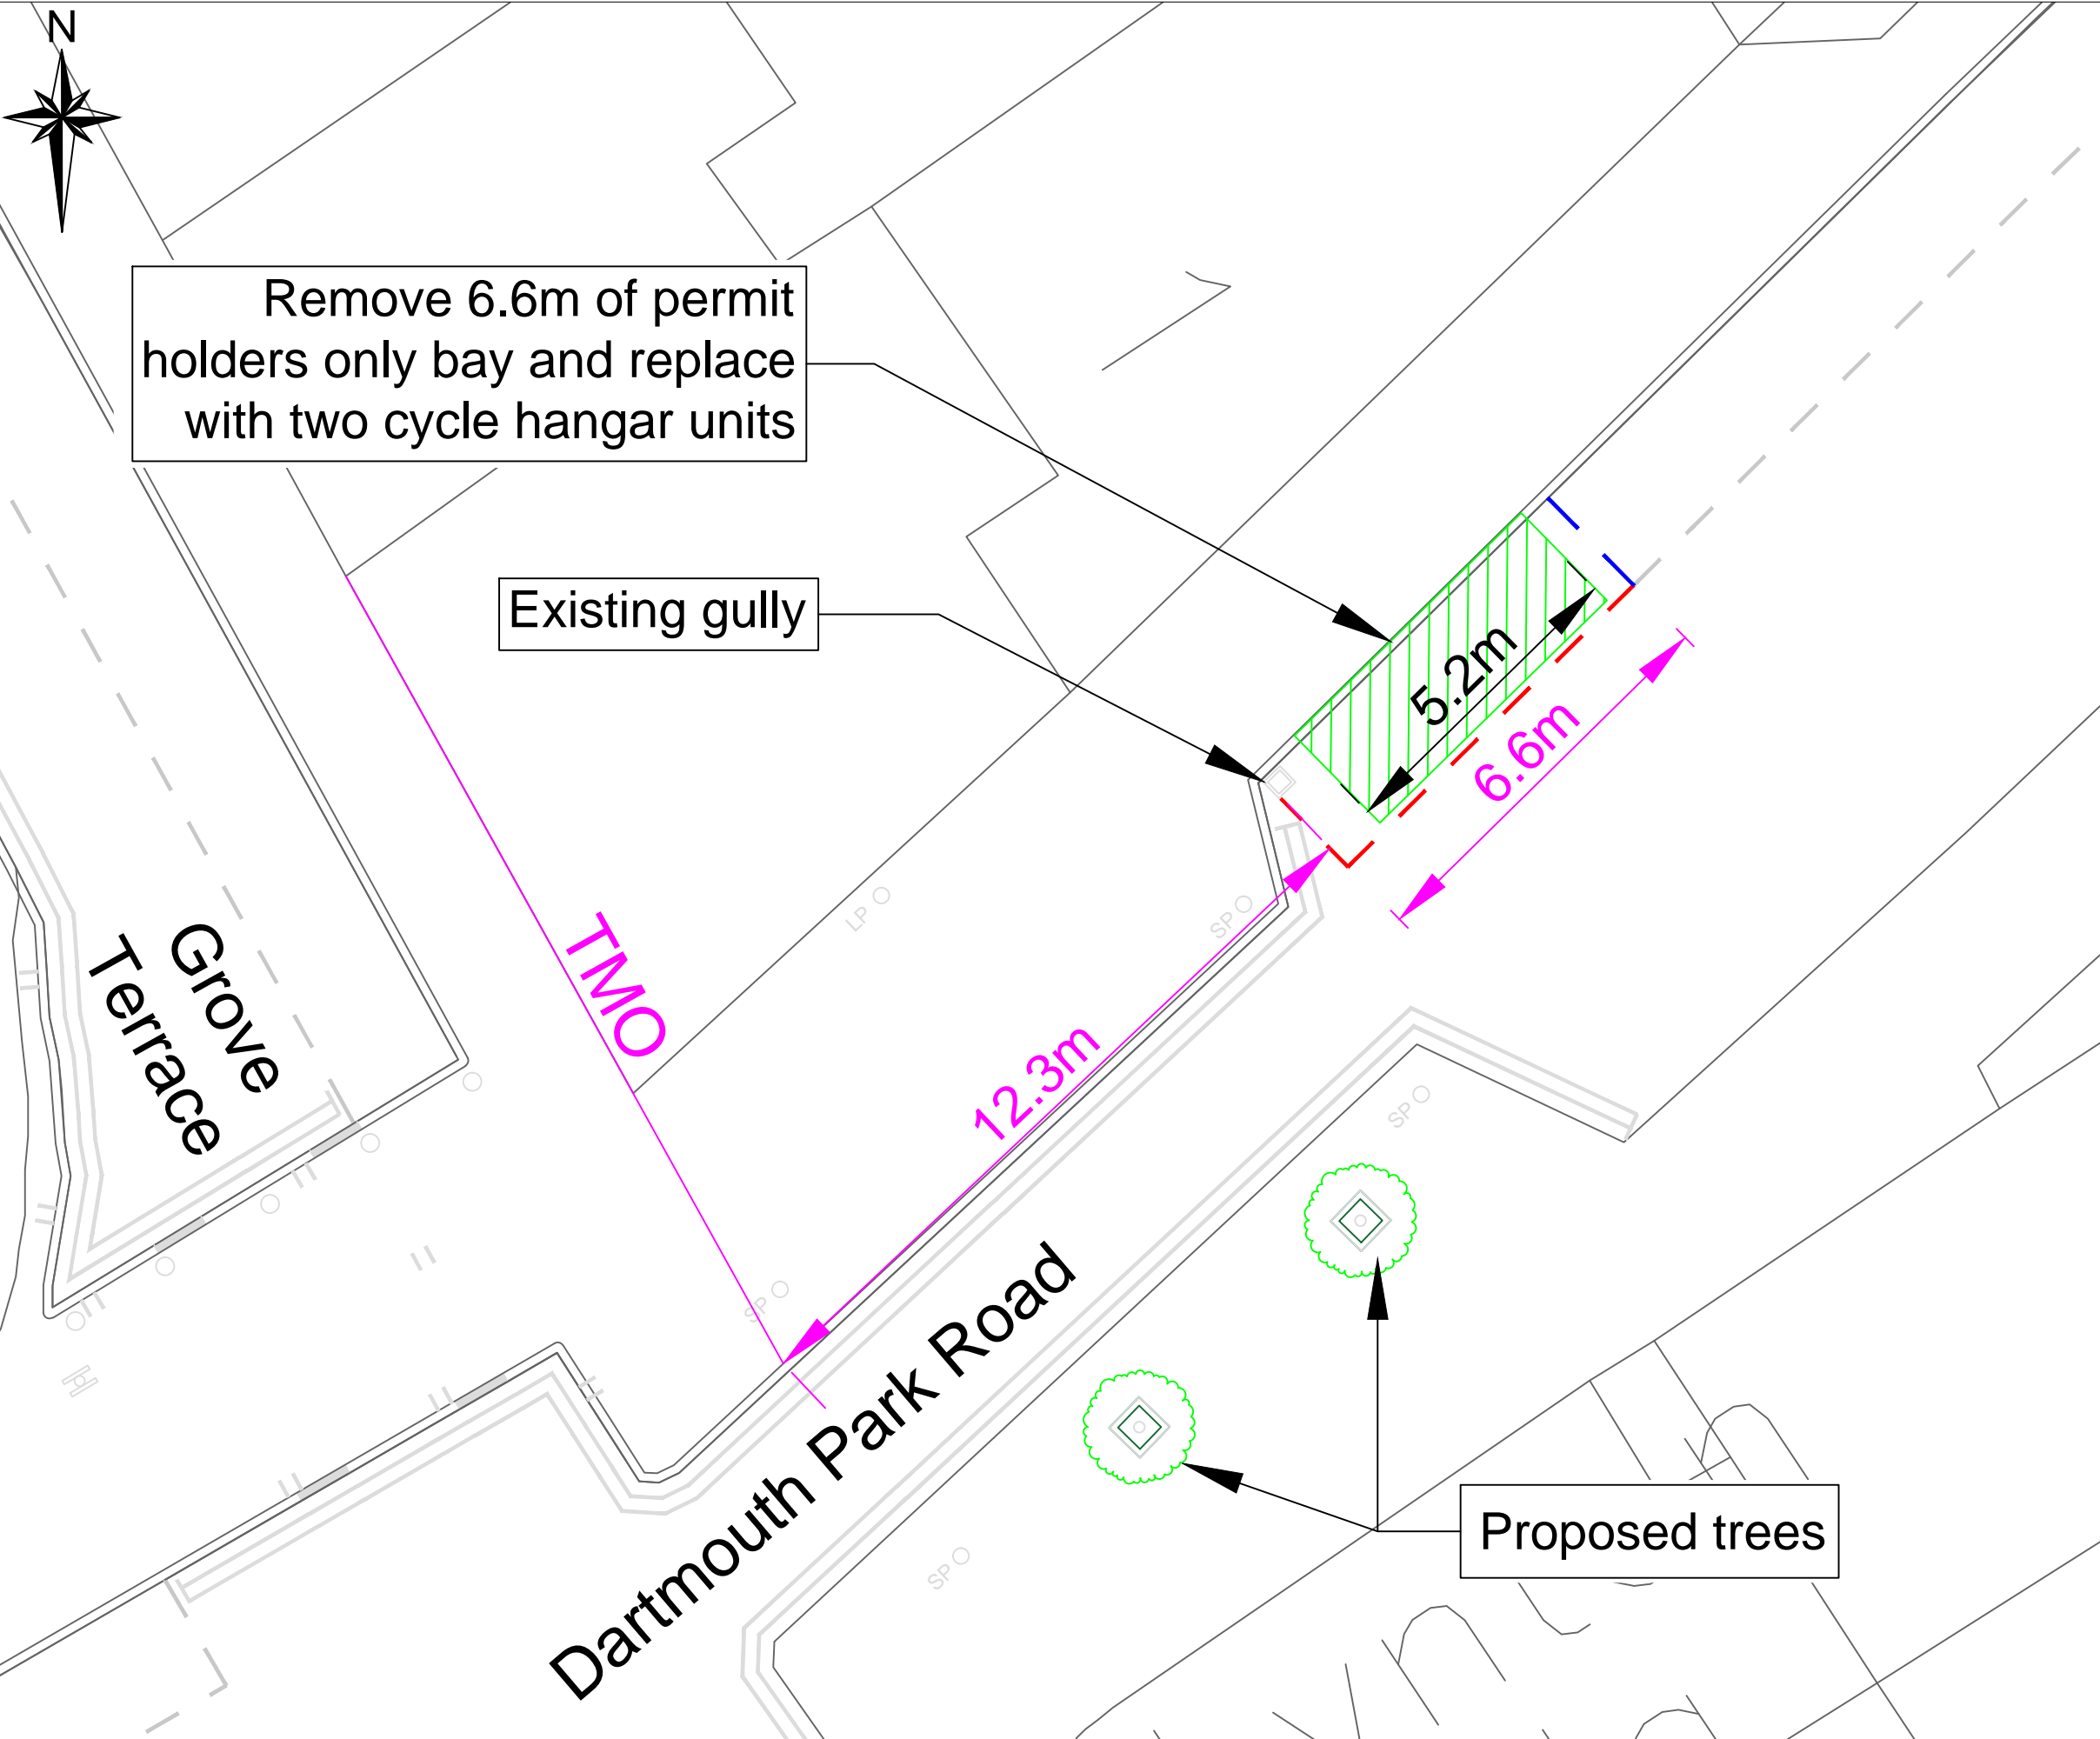 N
Remove 6.6m of permit
holders only bay and replace
with two cycle hangar units
Existing gully
5.2m
6.6m
TMO
LP
SP
12.3m
SP
Grove
Terrace
SP
Dartmouth Park Road
SP
Proposed trees